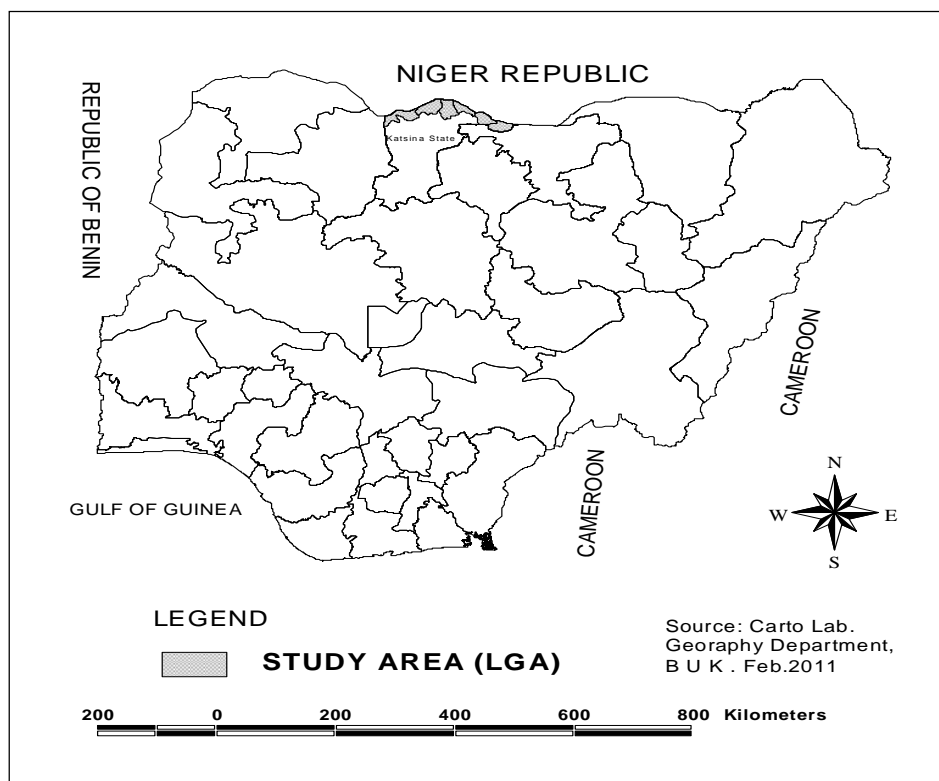 NIGER REPUBLIC
REPUBLIC OF BENIN
Katsina State
CAMEROON
CAMEROON
GULF OF GUINEA
N
W E
S
LEGEND
STUDY AREA (LGA)
Source: Carto Lab.
Georaphy Department,
B U K . Feb.2011
200 0 200 400 600 800 Kilometers